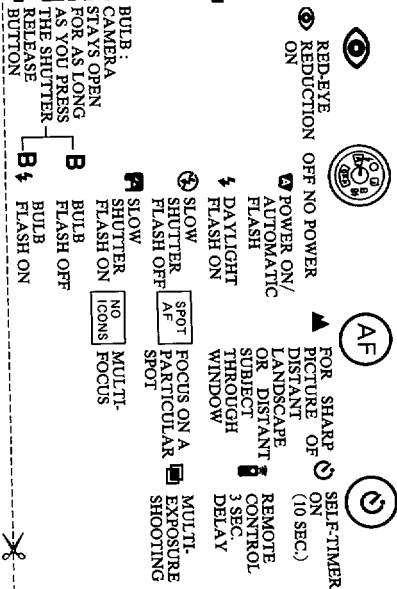 RED-EYE
REDUCTION
ON
OFF NO POWER
A POWER ON/
AUTOMATIC
FLASH
DAYLIGHT
FLASH ON
SLOW
SHUTTER
FLASH OFF
SLOW
SHUTTER
FLASH ON
B BULB
FLASH OFF
B BULB
FLASH ON
BULB :
CAMERA
STAYS OPEN
FOR AS LONG
AS YOU PRESS
THE SHUTTER
RELEASE
BUTTON
AF
FOR SHARP
PICTURE OF
DISTANT
LANDSCAPE
OR DISTANT
SUBJECT
THROUGH
WINDOW
SPOT
AF
FOCUS ON A
PARTICULAR
SPOT
NO
ICONS
MULTI-
FOCUS
SELF-TIMER
ON
(10 SEC.)
REMOTE
CONTROL
3 SEC.
DELAY
MULTI-
EXPOSURE
SHOOTING